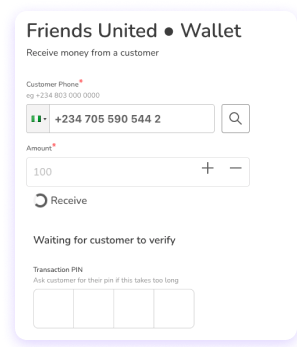 Friends United ● Wallet
Receive money from a customer
Customer Phone*
eg +234 803 000 0000
+234 705 590 544 2
Amount*
100
Receive
Waiting for customer to verify
Transaction PIN
Ask customer for their pin if this takes too long